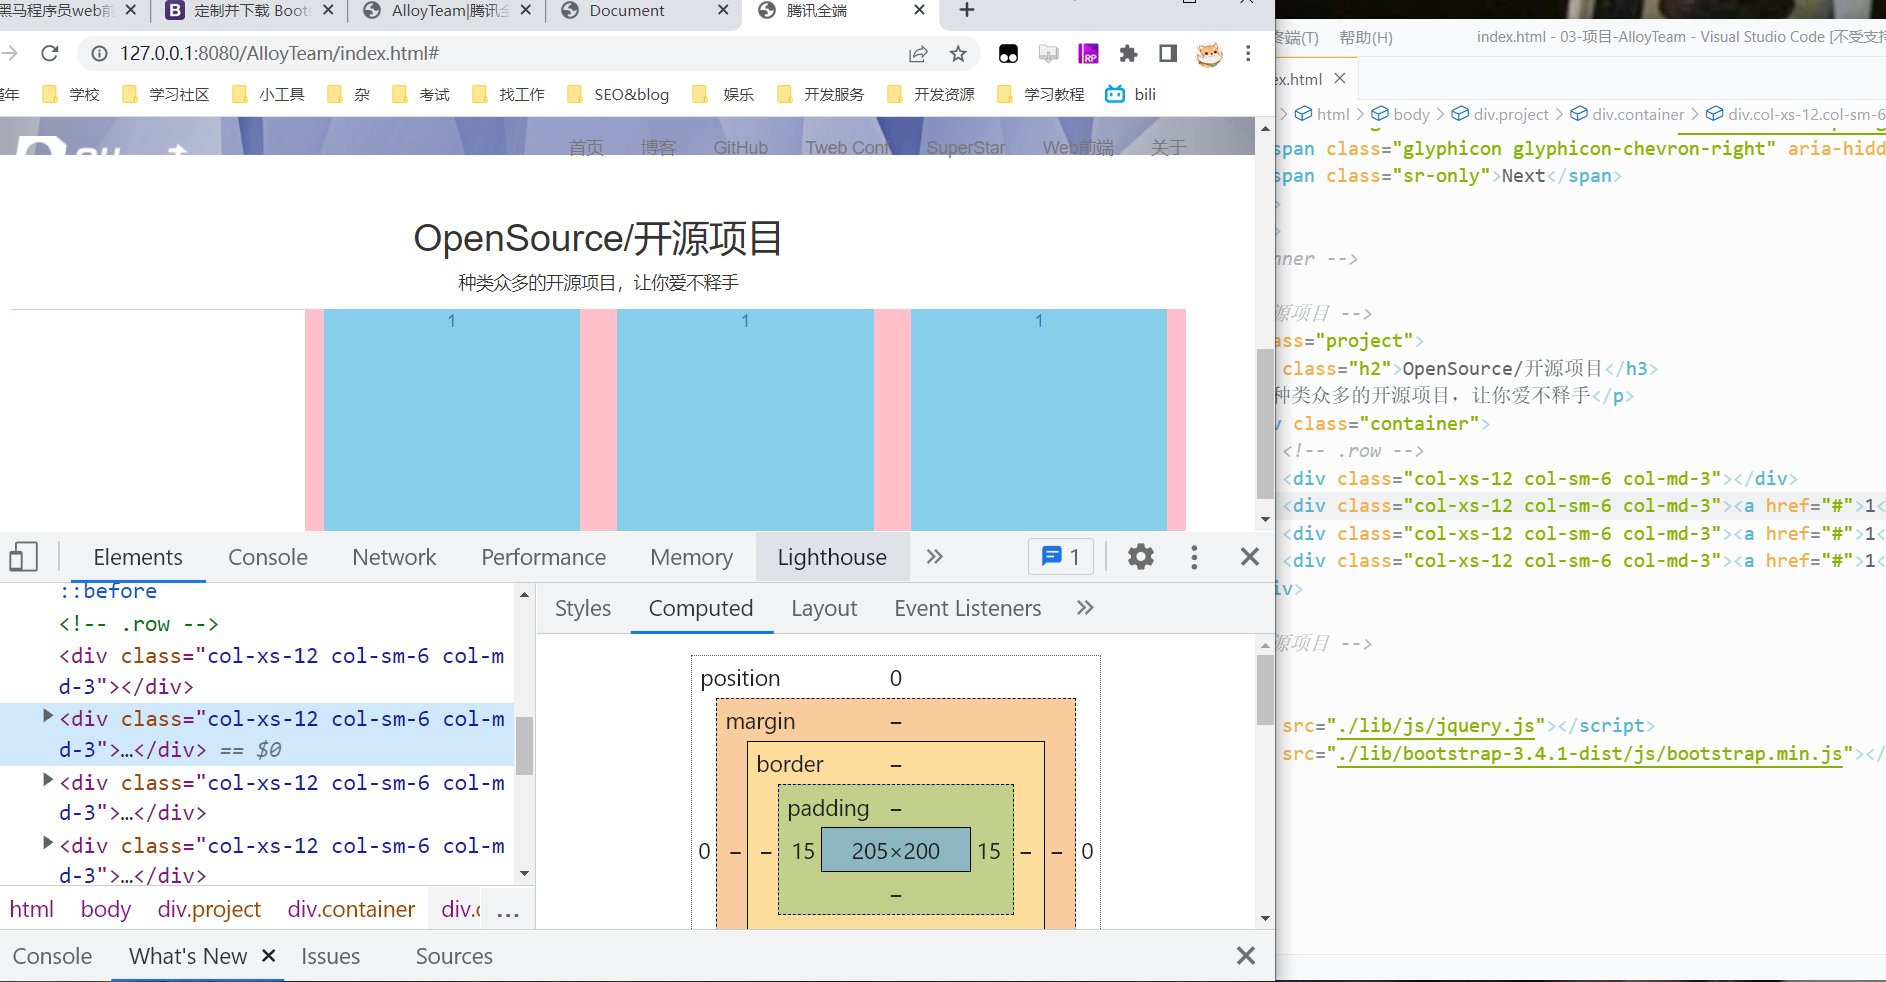 黑马程序员web前
定制并下载 Boots
AlloyTeam|腾讯全
Document
腾讯全端
127.0.0.1:8080/AlloyTeam/index.html#
学校
学习社区
小工具
杂
考试
找工作
SEO&blog
娱乐
开发服务
开发资源
学习教程
bili
首页
博客
GitHub
Tweb Conf
SuperStar
Web前端
关于
OpenSource/开源项目
种类众多的开源项目，让你爱不释手
1
1
1
Elements
Console
Network
Performance
Memory
Lighthouse
1
::before
<!-- .row -->
<div class="col-xs-12 col-sm-6 col-m
d-3"></div>
<div class="col-xs-12 col-sm-6 col-m
d-3">…</div> == $0
<div class="col-xs-12 col-sm-6 col-m
d-3">…</div>
<div class="col-xs-12 col-sm-6 col-m
d-3">…</div>
html body div.project div.container div.c ...
Styles
Computed
Layout
Event Listeners
position 0
margin –
border –
padding –
0 – – 15 205×200 15 – – 0
–
Console
What's New
Issues
Sources
终端(T) 帮助(H)
index.html - 03-项目-AlloyTeam - Visual Studio Code [不受支持
ex.html
html
body
div.project
div.container
div.col-xs-12.col-sm-6
span class="glyphicon glyphicon-chevron-right" aria-hidd
span class="sr-only">Next</span>
>
>
nner -->
源项目 -->
ass="project">
class="h2">OpenSource/开源项目</h3>
种类众多的开源项目，让你爱不释手</p>
v class="container">
<!-- .row -->
<div class="col-xs-12 col-sm-6 col-md-3"></div>
<div class="col-xs-12 col-sm-6 col-md-3"><a href="#">1<
<div class="col-xs-12 col-sm-6 col-md-3"><a href="#">1<
<div class="col-xs-12 col-sm-6 col-md-3"><a href="#">1<
iv>
源项目 -->
src="./lib/js/jquery.js"></script>
src="./lib/bootstrap-3.4.1-dist/js/bootstrap.min.js"></